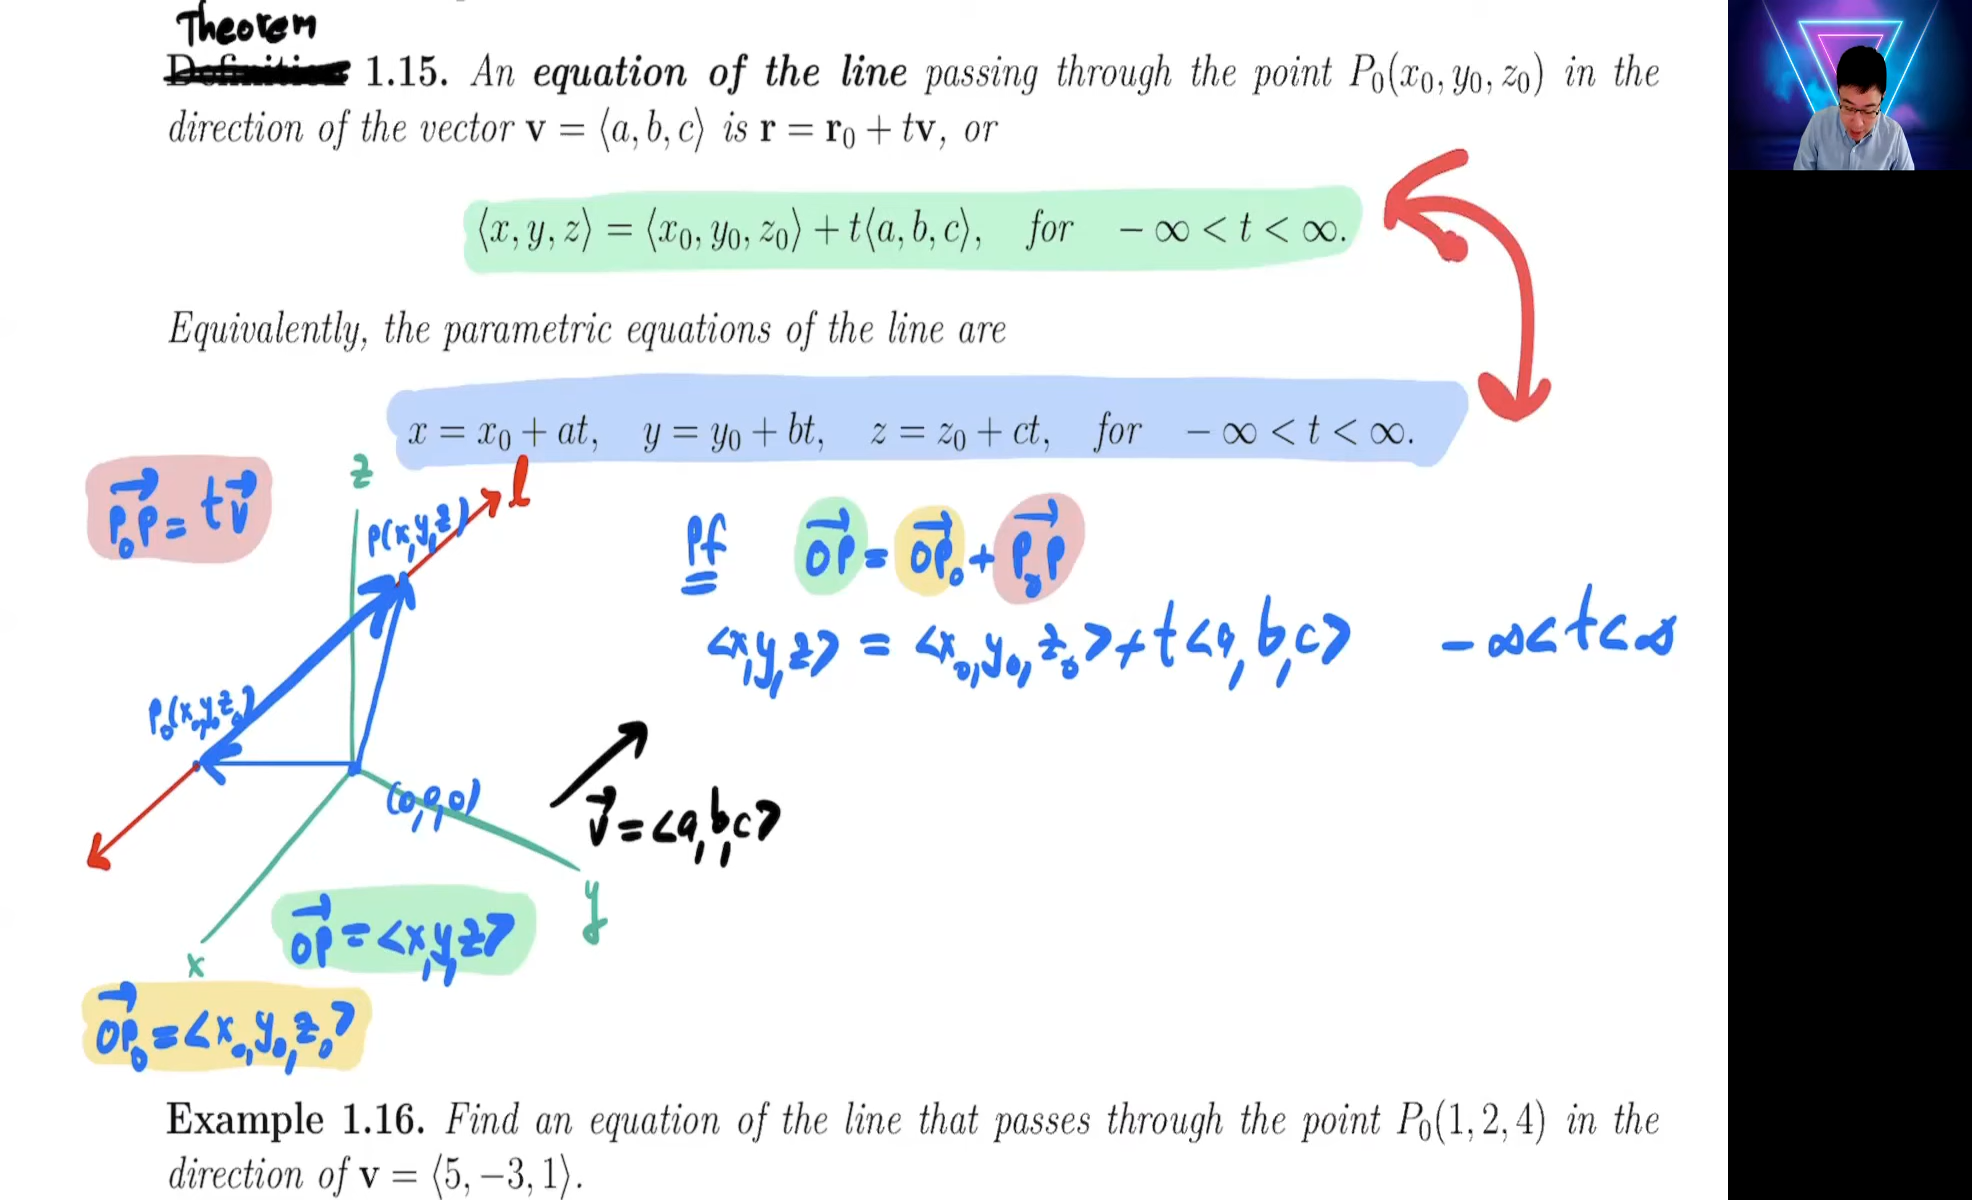 Theorem
Definition 1.15. An equation of the line passing through the point P₀(x₀, y₀, z₀) in the
direction of the vector v = ⟨a, b, c⟩ is r = r₀ + tv, or
⟨x, y, z⟩ = ⟨x₀, y₀, z₀⟩ + t⟨a, b, c⟩, for − ∞ < t < ∞.
Equivalently, the parametric equations of the line are
x = x₀ + at, y = y₀ + bt, z = z₀ + ct, for − ∞ < t < ∞.
z
l
P₀P⃗ = tv⃗
P(x,y,z)
Pf OP⃗ = OP₀⃗ + P₀P⃗
<x,y,z> = <x₀,y₀,z₀> + t<a,b,c> −∞<t<∞
P₀(x₀,y₀,z₀)
(0,0,0)
v⃗ = <a,b,c>
y
OP⃗ = <x,y,z>
x
OP₀⃗ = <x₀,y₀,z₀>
Example 1.16. Find an equation of the line that passes through the point P₀(1, 2, 4) in the
direction of v = ⟨5, −3, 1⟩.